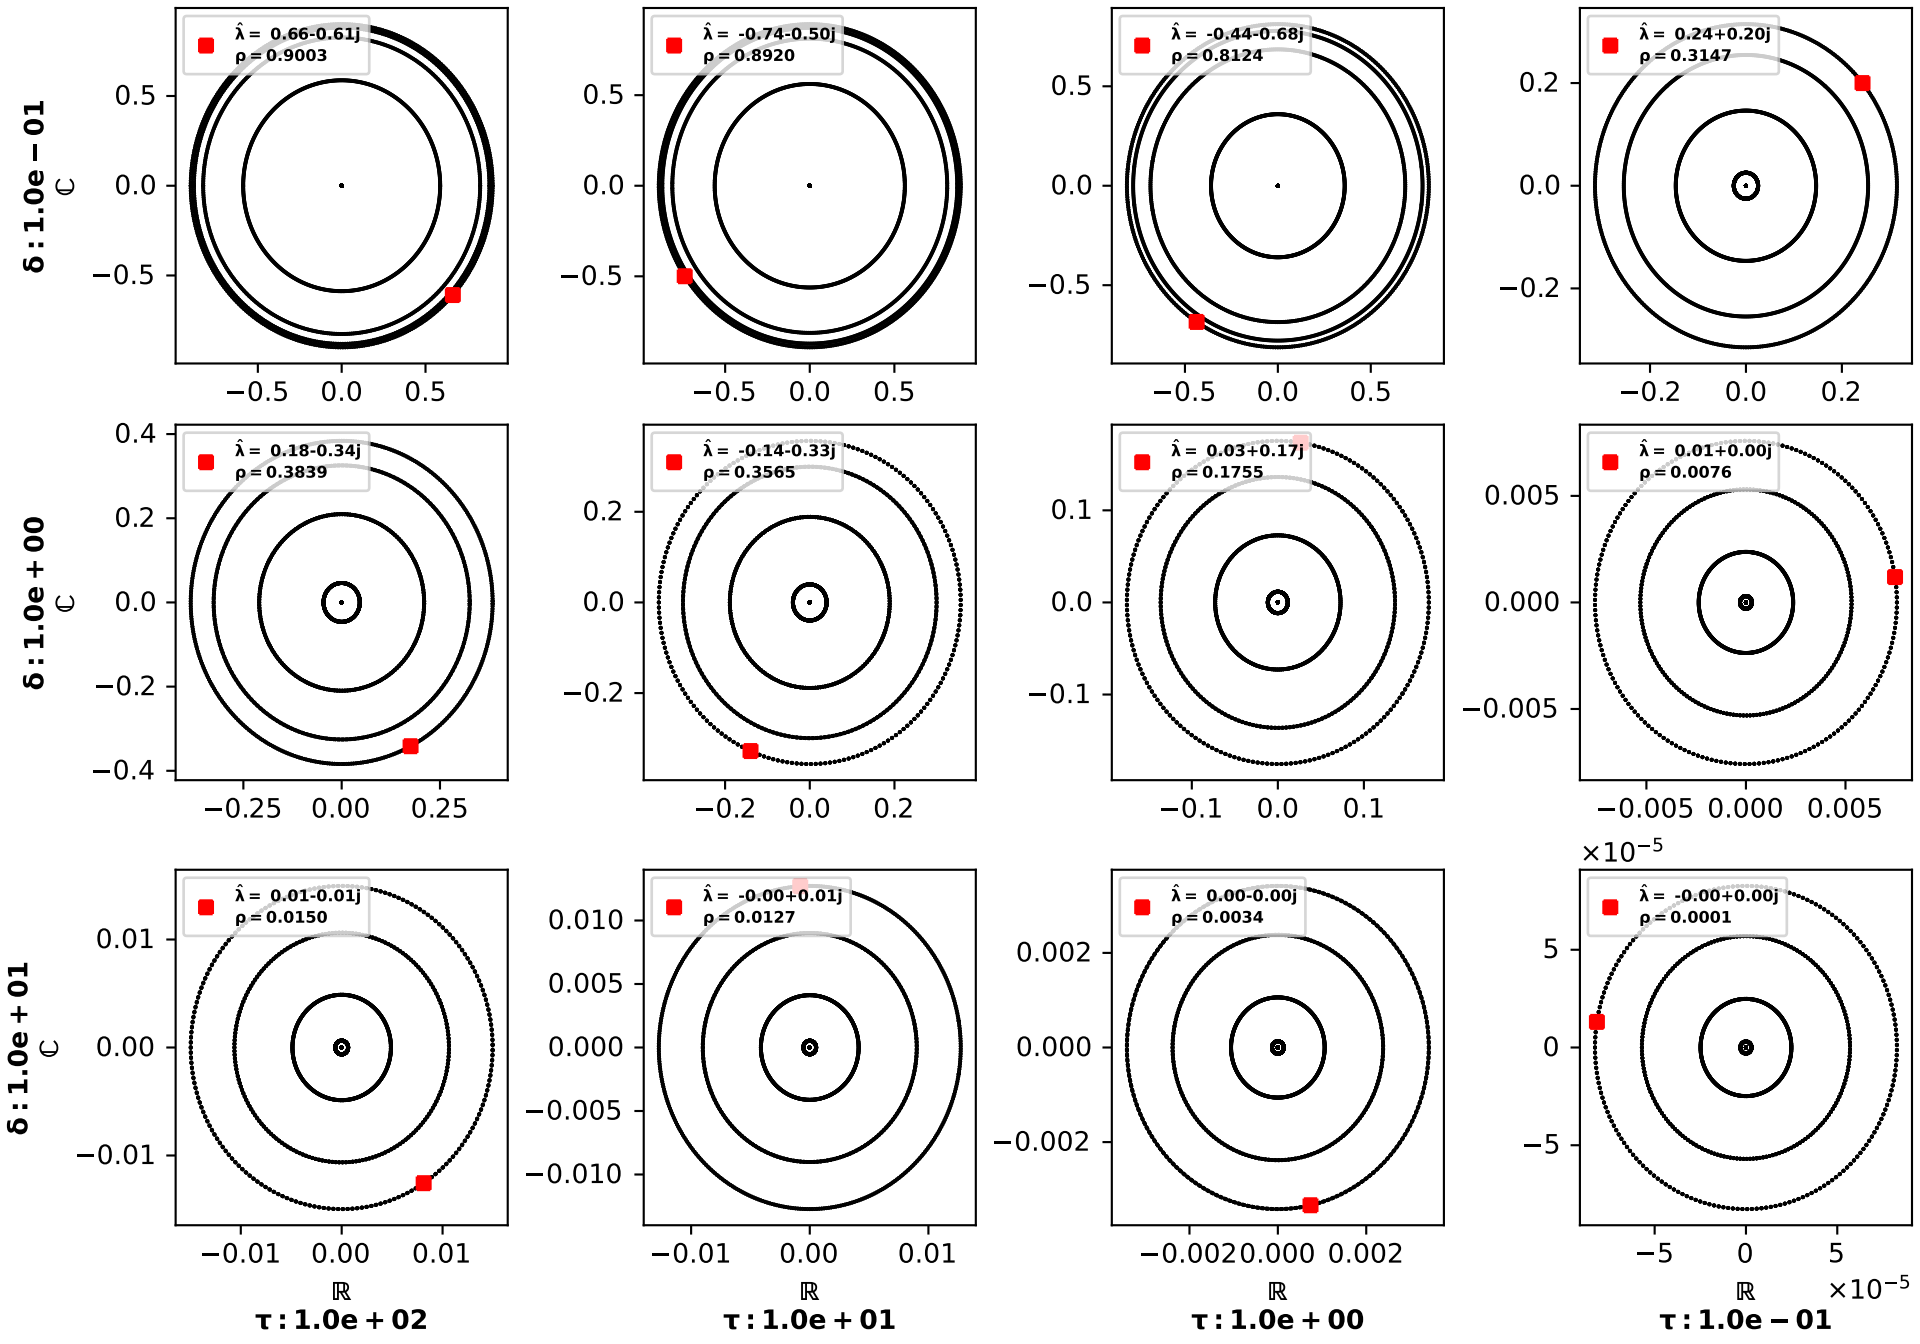 δ : 1.0e − 01
ℂ
0.5
0.0
−0.5
λ̂ = 0.66-0.61j
ρ = 0.9003
−0.5 0.0 0.5
0.5
0.0
−0.5
λ̂ = -0.74-0.50j
ρ = 0.8920
−0.5 0.0 0.5
0.5
0.0
−0.5
λ̂ = -0.44-0.68j
ρ = 0.8124
−0.5 0.0 0.5
0.2
0.0
−0.2
λ̂ = 0.24+0.20j
ρ = 0.3147
−0.2 0.0 0.2
δ : 1.0e + 00
ℂ
0.4
0.2
0.0
−0.2
−0.4
λ̂ = 0.18-0.34j
ρ = 0.3839
−0.25 0.00 0.25
0.2
0.0
−0.2
λ̂ = -0.14-0.33j
ρ = 0.3565
−0.2 0.0 0.2
0.1
0.0
−0.1
λ̂ = 0.03+0.17j
ρ = 0.1755
−0.1 0.0 0.1
0.005
0.000
−0.005
λ̂ = 0.01+0.00j
ρ = 0.0076
−0.005 0.000 0.005
δ : 1.0e + 01
ℂ
0.01
0.00
−0.01
λ̂ = 0.01-0.01j
ρ = 0.0150
−0.01 0.00 0.01
ℝ
τ : 1.0e + 02
0.010
0.005
0.000
−0.005
−0.010
λ̂ = -0.00+0.01j
ρ = 0.0127
−0.01 0.00 0.01
ℝ
τ : 1.0e + 01
0.002
0.000
−0.002
λ̂ = 0.00-0.00j
ρ = 0.0034
−0.002 0.000 0.002
ℝ
τ : 1.0e + 00
×10⁻⁵
5
0
−5
λ̂ = -0.00+0.00j
ρ = 0.0001
−5 0 5
×10⁻⁵
ℝ
τ : 1.0e − 01